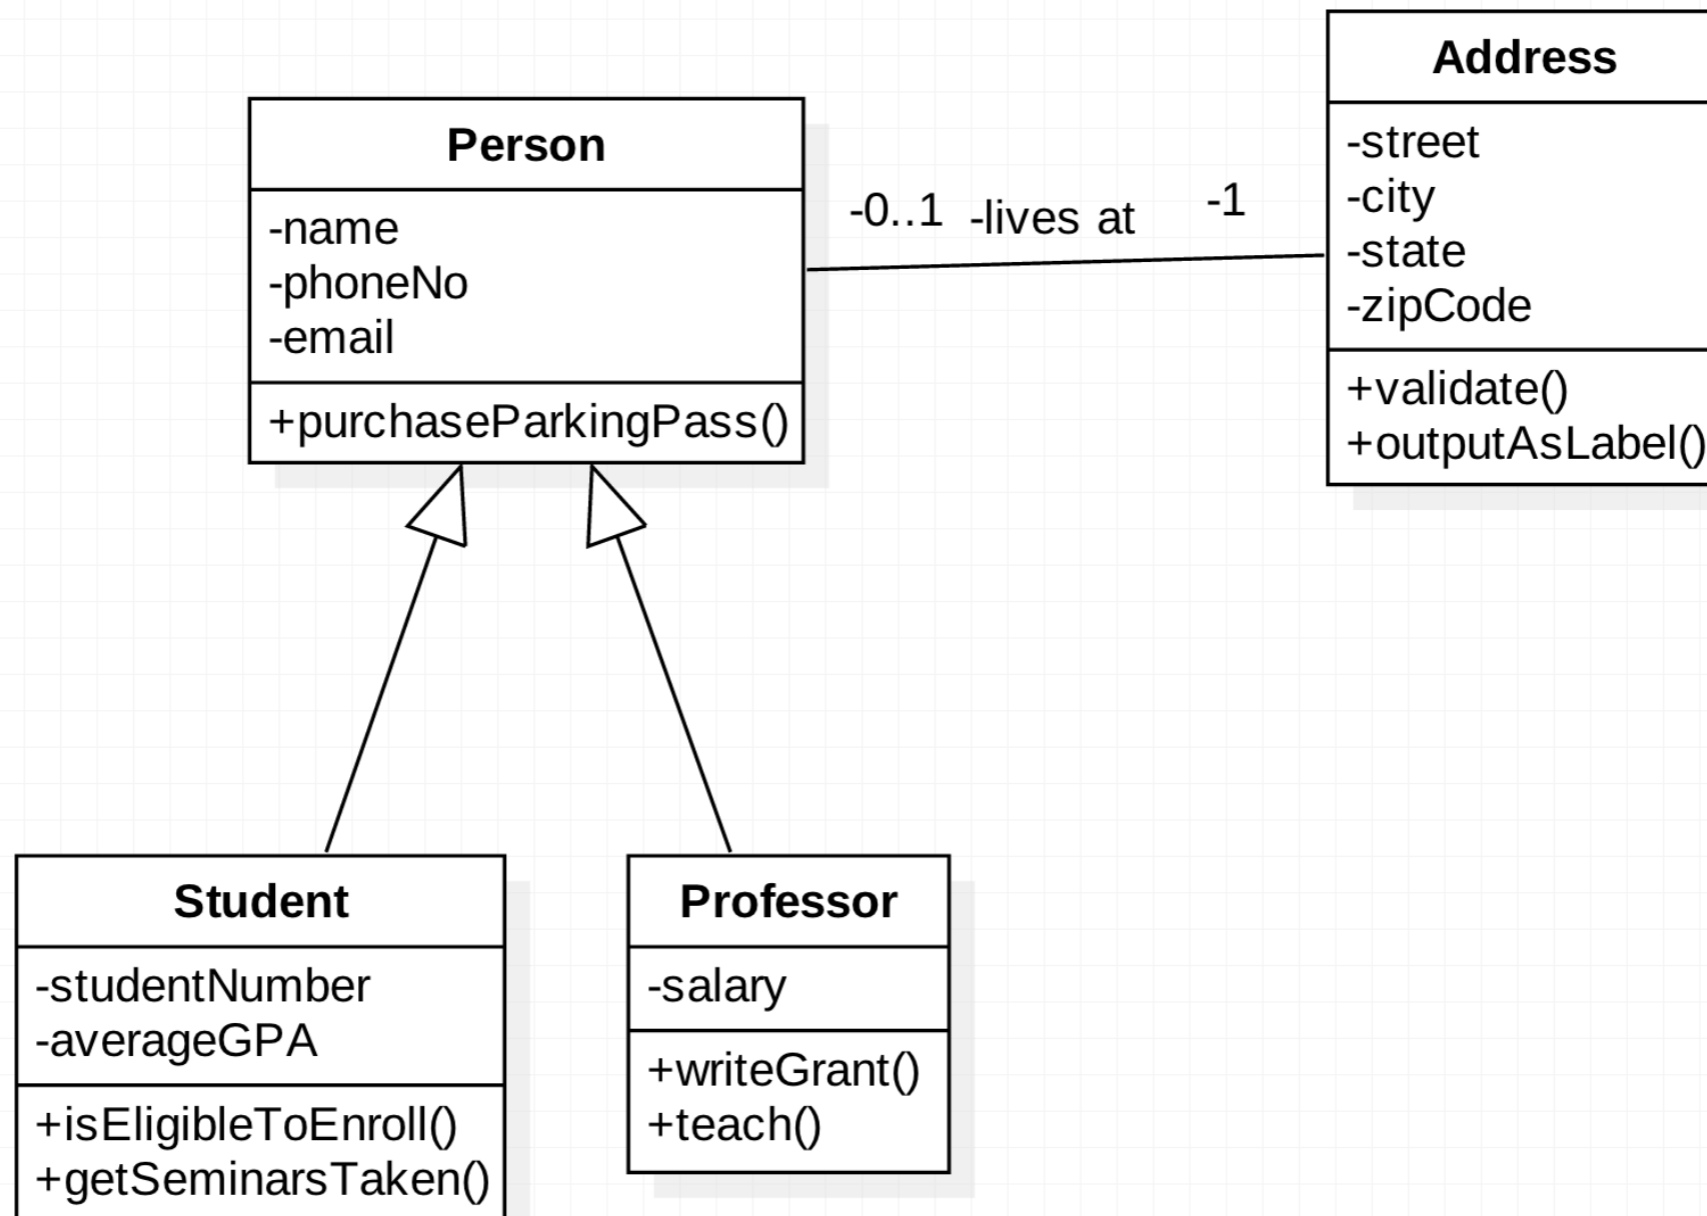 Person
-name
-phoneNo
-email
+purchaseParkingPass()
-0..1
-lives at
-1
Address
-street
-city
-state
-zipCode
+validate()
+outputAsLabel()
Student
-studentNumber
-averageGPA
+isEligibleToEnroll()
+getSeminarsTaken()
Professor
-salary
+writeGrant()
+teach()